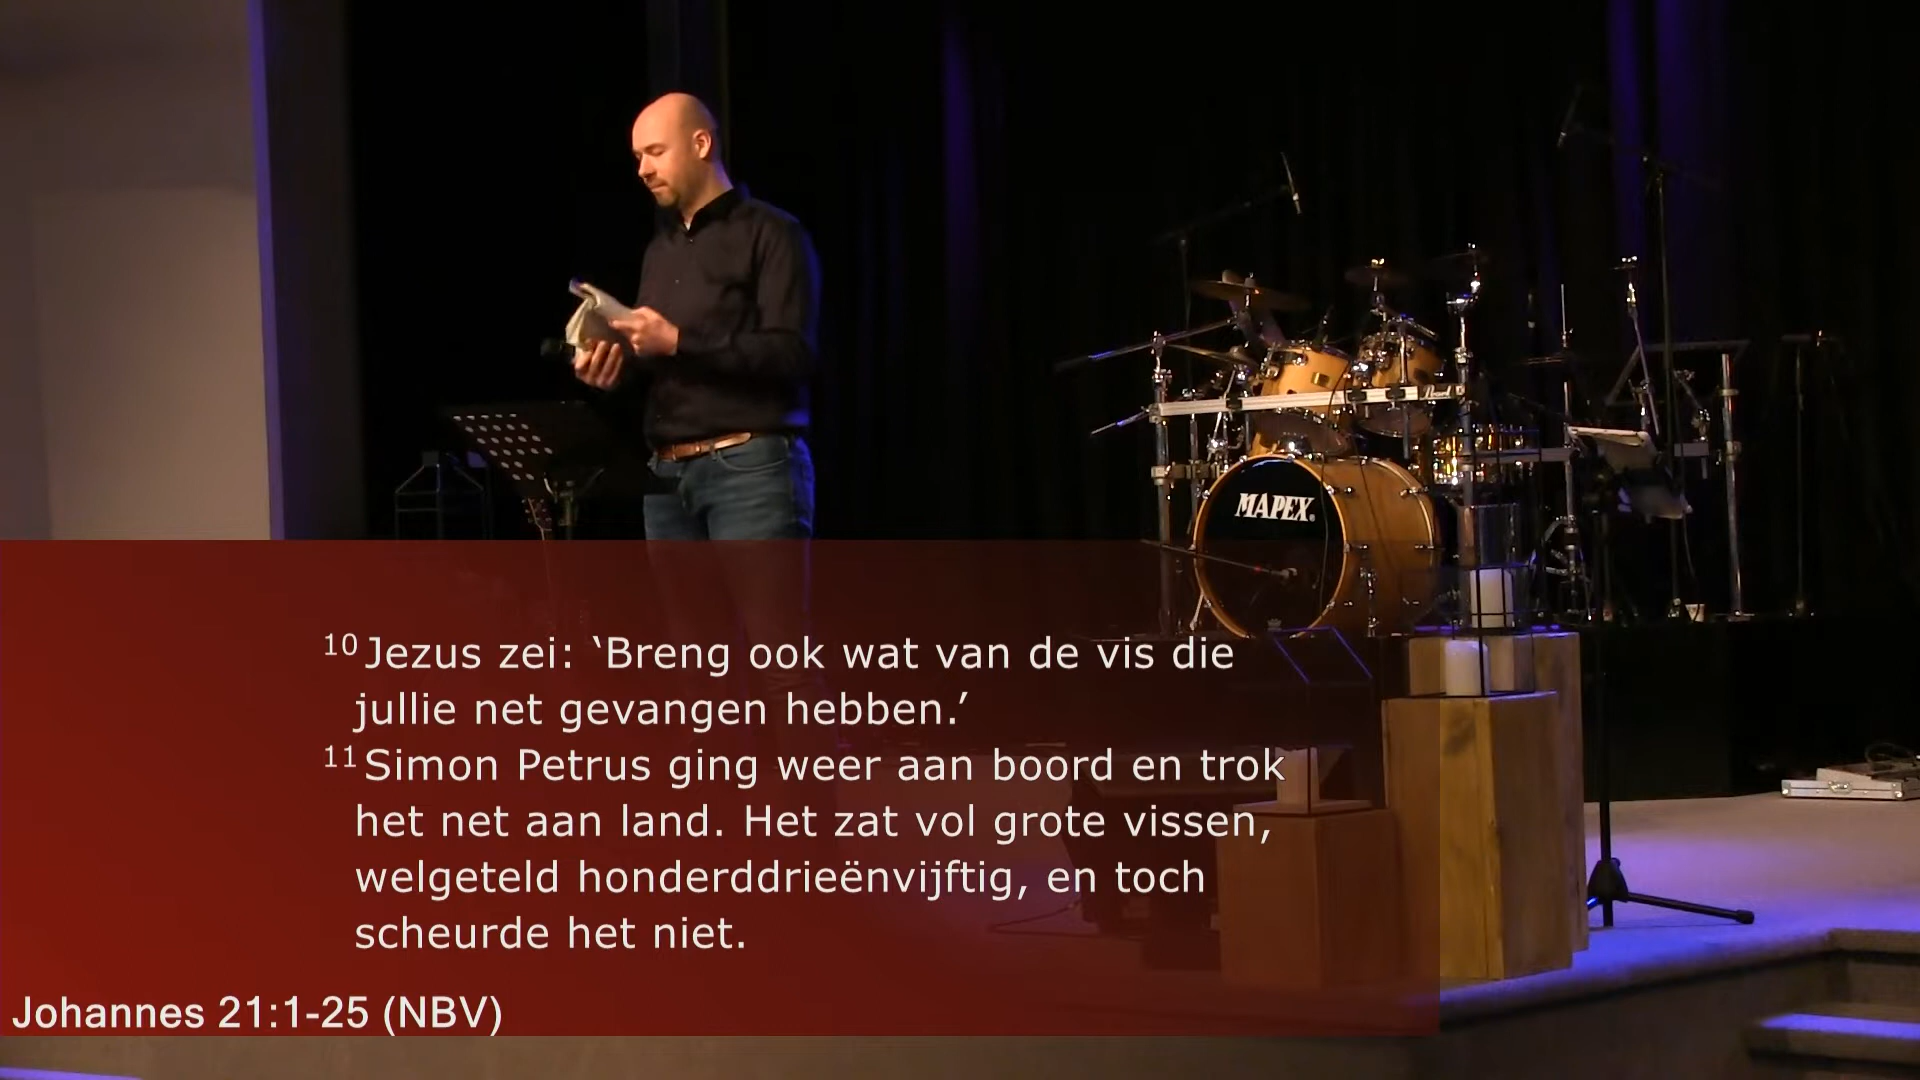 MAPEX
10 Jezus zei: ‘Breng ook wat van de vis die
jullie net gevangen hebben.’
11 Simon Petrus ging weer aan boord en trok
het net aan land. Het zat vol grote vissen,
welgeteld honderddrieënvijftig, en toch
scheurde het niet.
Johannes 21:1-25 (NBV)